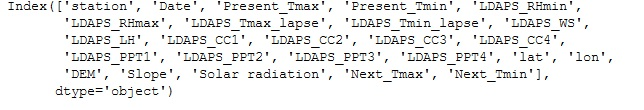 Index(['station', 'Date', 'Present_Tmax', 'Present_Tmin', 'LDAPS_RHmin',
'LDAPS_RHmax', 'LDAPS_Tmax_lapse', 'LDAPS_Tmin_lapse', 'LDAPS_WS',
'LDAPS_LH', 'LDAPS_CC1', 'LDAPS_CC2', 'LDAPS_CC3', 'LDAPS_CC4',
'LDAPS_PPT1', 'LDAPS_PPT2', 'LDAPS_PPT3', 'LDAPS_PPT4', 'lat', 'lon',
'DEM', 'Slope', 'Solar radiation', 'Next_Tmax', 'Next_Tmin'],
dtype='object')